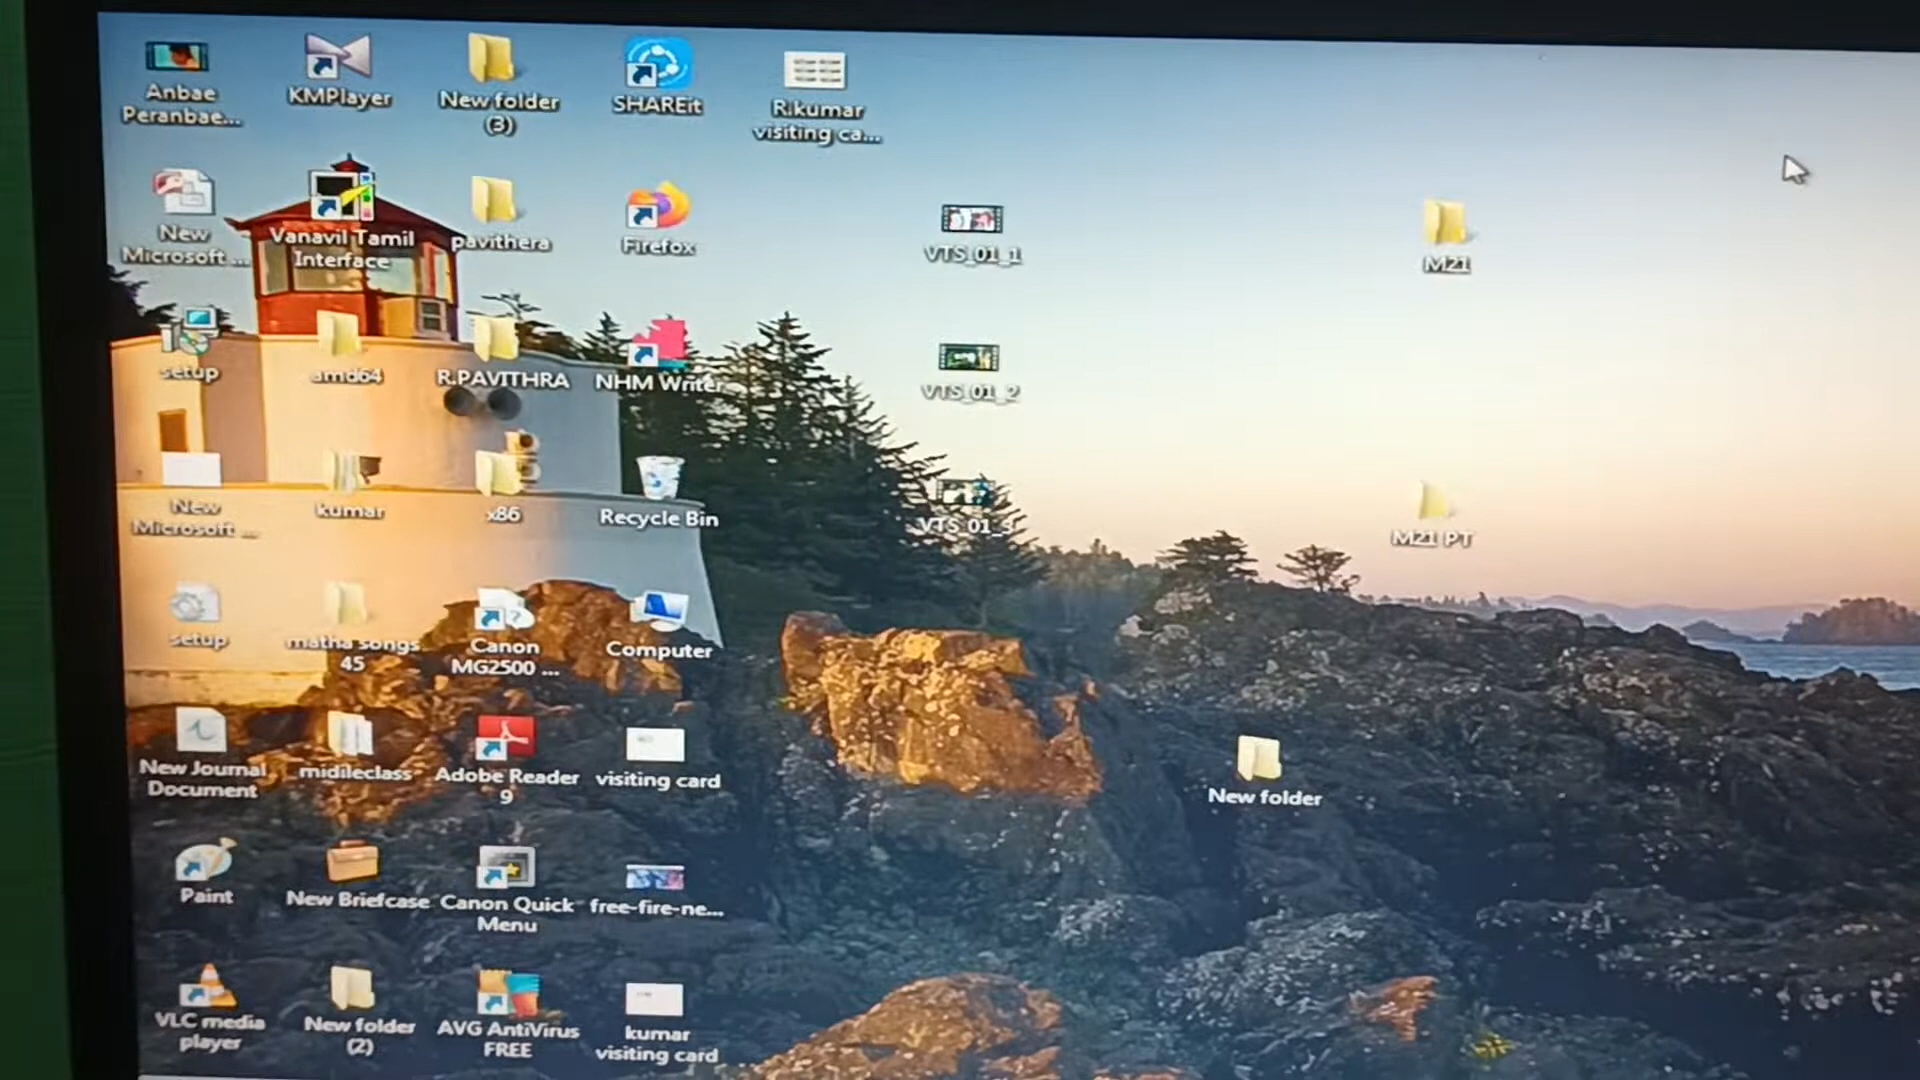 Anbae
Peranbae...
KMPlayer
New folder
(3)
SHAREit
R.kumar
visiting ca...
New
Microsoft ...
Vanavil Tamil
Interface
pavithera
Firefox
VTS_01_1
M21
setup
amd64
R.PAVITHRA
NHM Writer
VTS_01_2
New
Microsoft ...
kumar
x86
Recycle Bin
VTS_01_3
M21 PT
setup
matha songs
45
Canon
MG2500 ...
Computer
New Journal
Document
midileclass
Adobe Reader
9
visiting card
New folder
Paint
New Briefcase
Canon Quick
Menu
free-fire-ne...
VLC media
player
New folder
(2)
AVG AntiVirus
FREE
kumar
visiting card